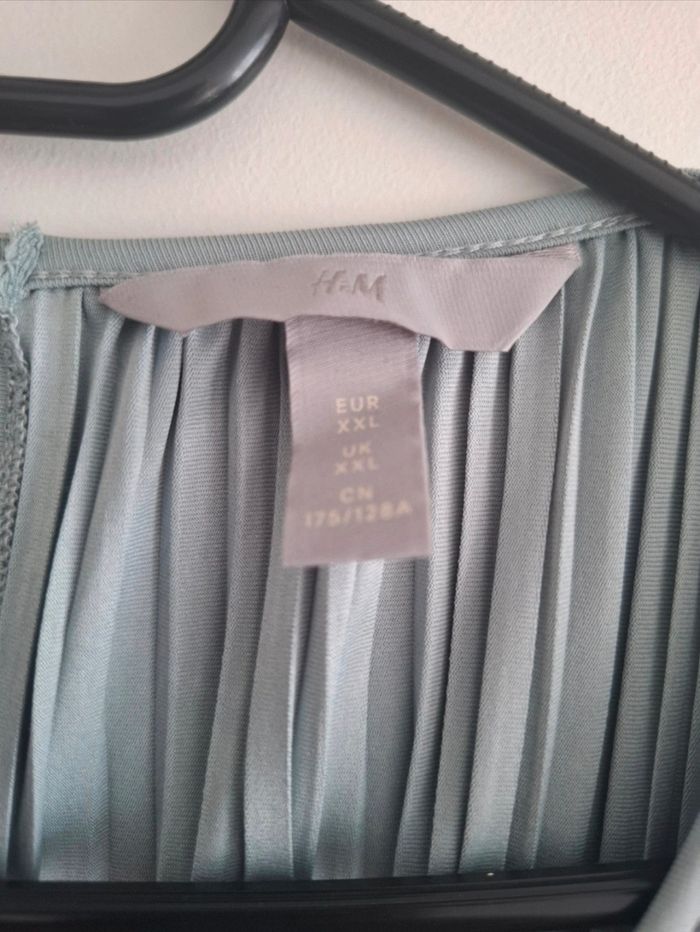 H&M
EUR
XXL
UK
XXL
CN
175/128A